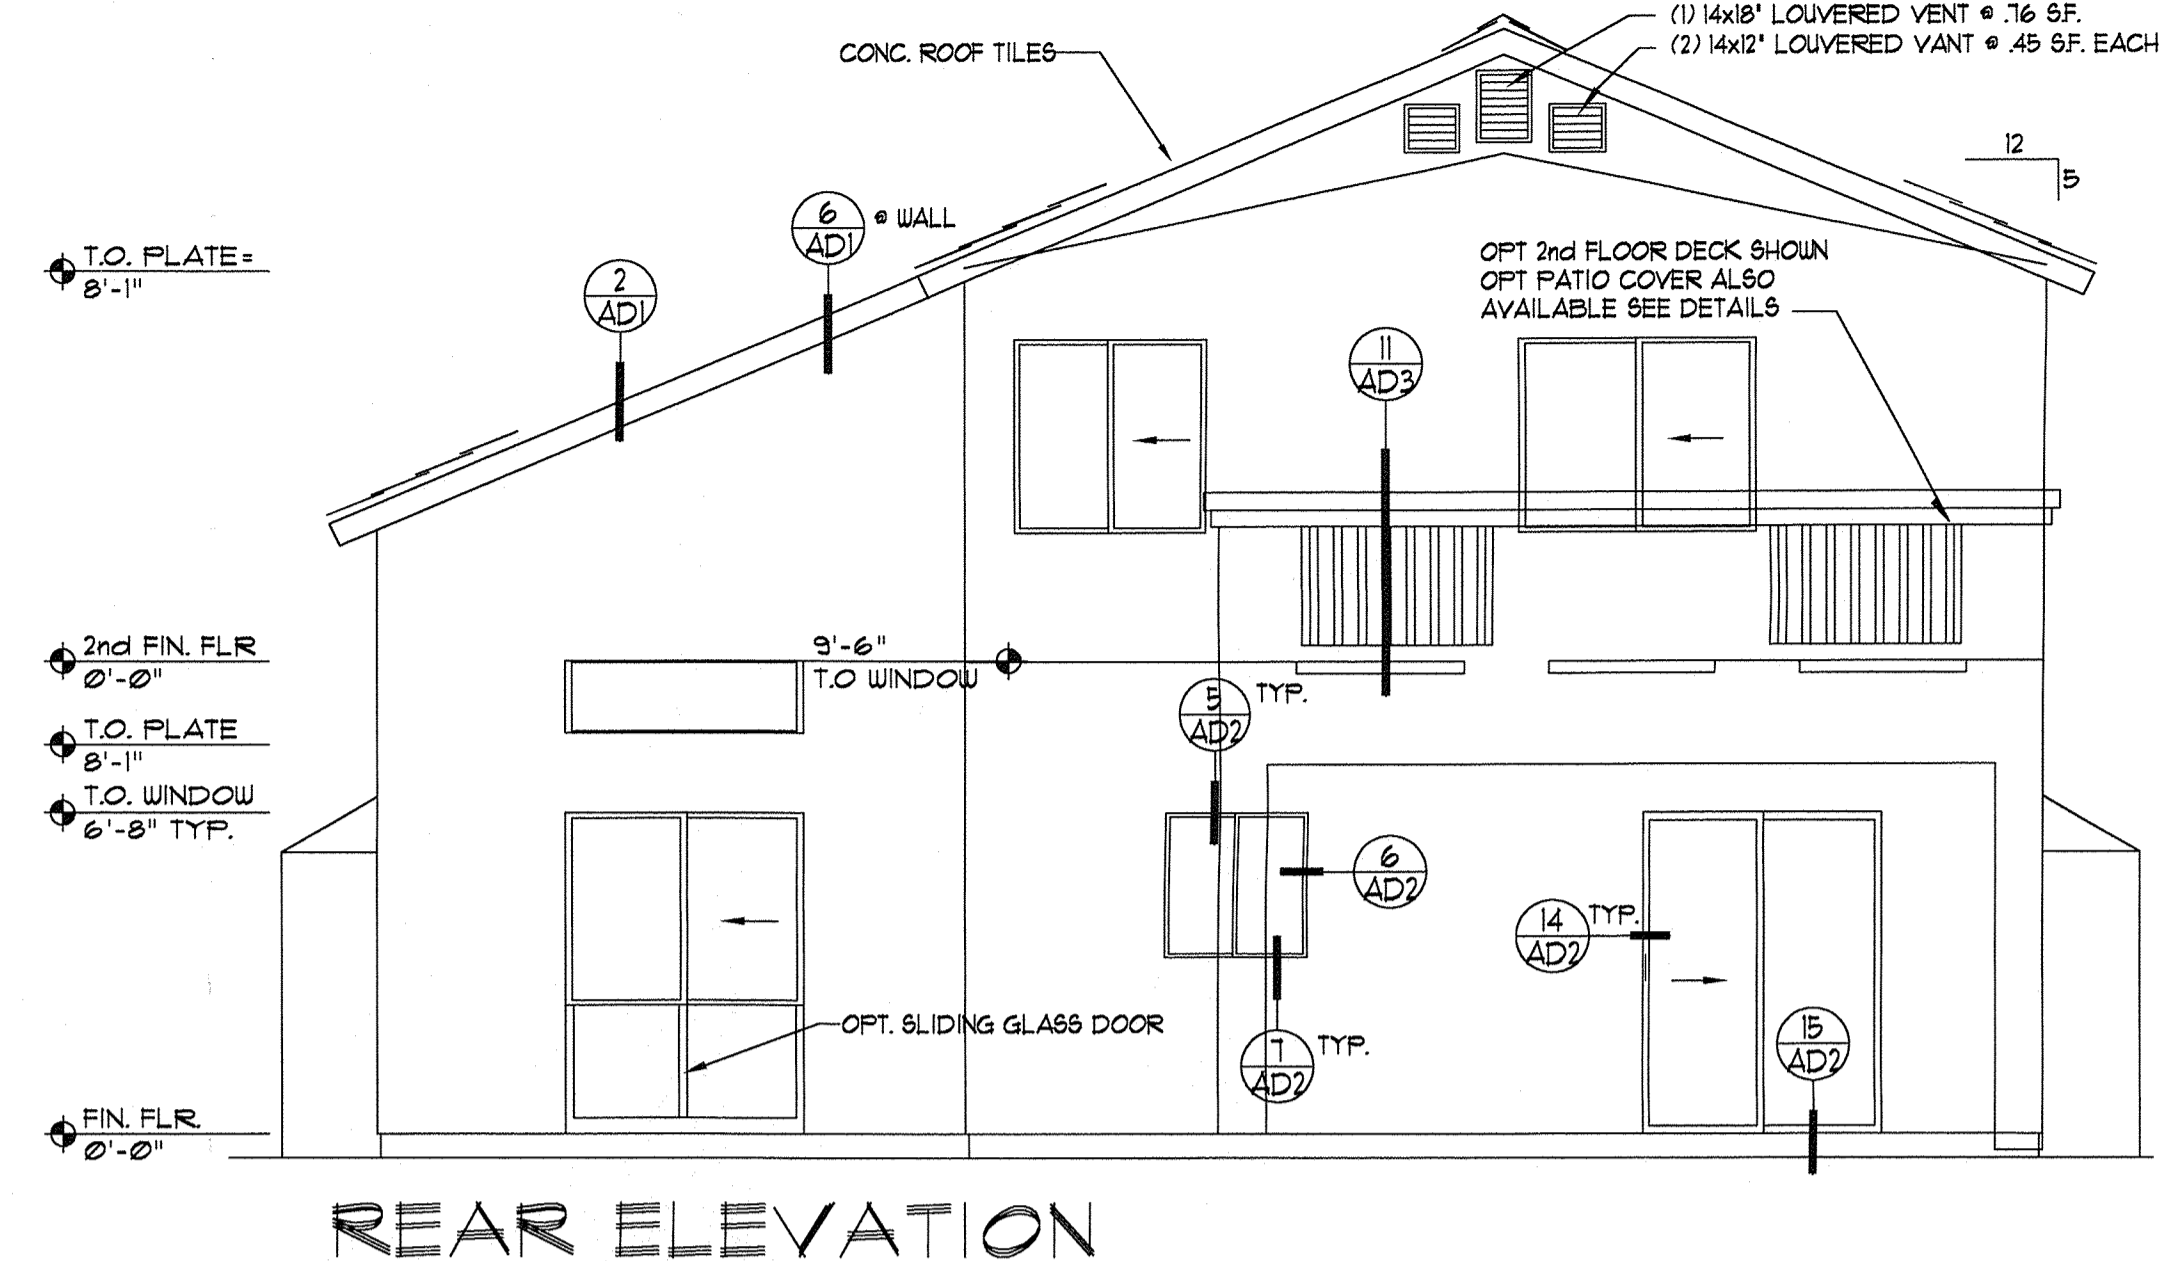 (1) 14x18" LOUVERED VENT @ .76 S.F.
(2) 14x12" LOUVERED VANT @ .45 S.F. EACH
CONC. ROOF TILES
12
5
6
AD1
@ WALL
2
AD1
T.O. PLATE =
8'-1"
OPT 2nd FLOOR DECK SHOWN
OPT PATIO COVER ALSO
AVAILABLE SEE DETAILS
11
AD3
2nd FIN. FLR
0'-0"
9'-6"
T.O WINDOW
5
AD2
TYP.
T.O. PLATE
8'-1"
T.O. WINDOW
6'-8" TYP.
6
AD2
14
AD2
TYP.
OPT. SLIDING GLASS DOOR
7
AD2
TYP.
15
AD2
FIN. FLR.
0'-0"
REAR ELEVATION